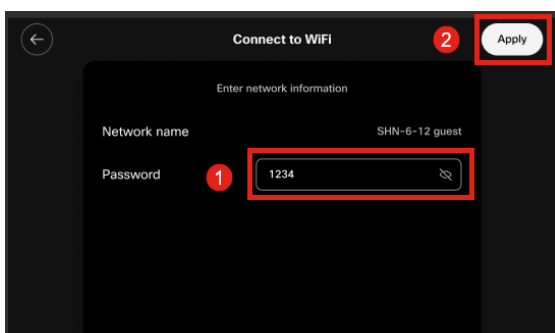 Connect to WiFi
2
Apply
Enter network information
Network name
SHN-6-12 guest
Password
1
1234